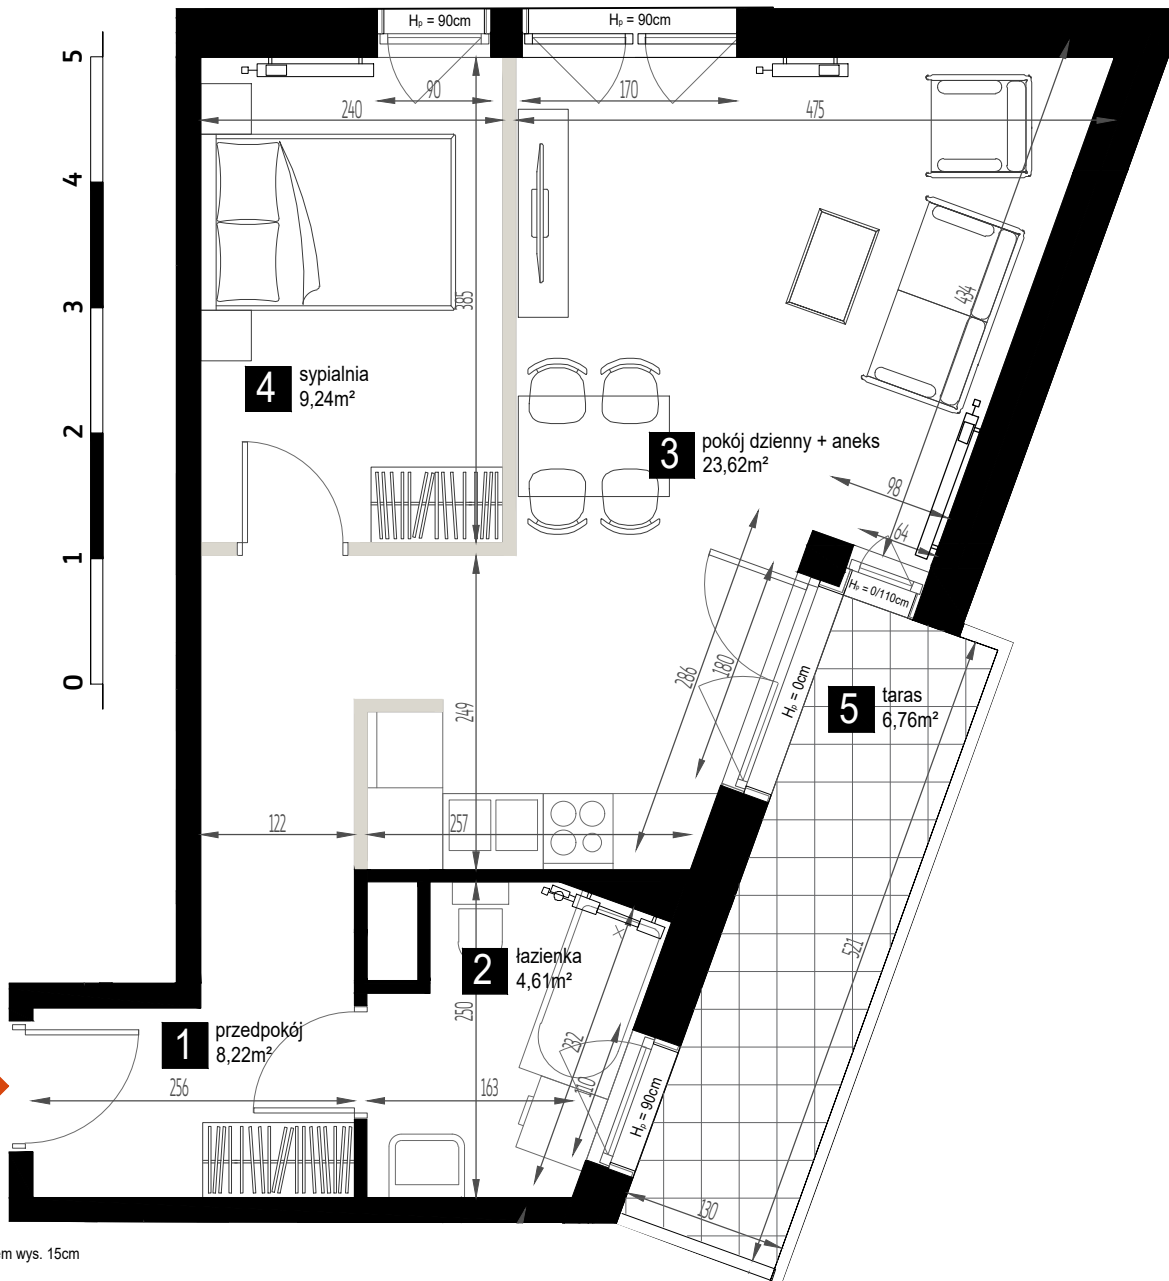 Hₚ = 90cm
Hₚ = 90cm
90
170
240
475
5
4
3
2
1
0
385
434
4
sypialnia
9,24m²
3
pokój dzienny + aneks
23,62m²
98
64
Hₚ = 0/110cm
286
180
Hₚ = 0cm
5
taras
6,76m²
249
122
257
521
2
łazienka
4,61m²
250
1
przedpokój
8,22m²
232
110
256
163
Hₚ = 90cm
130
m wys. 15cm